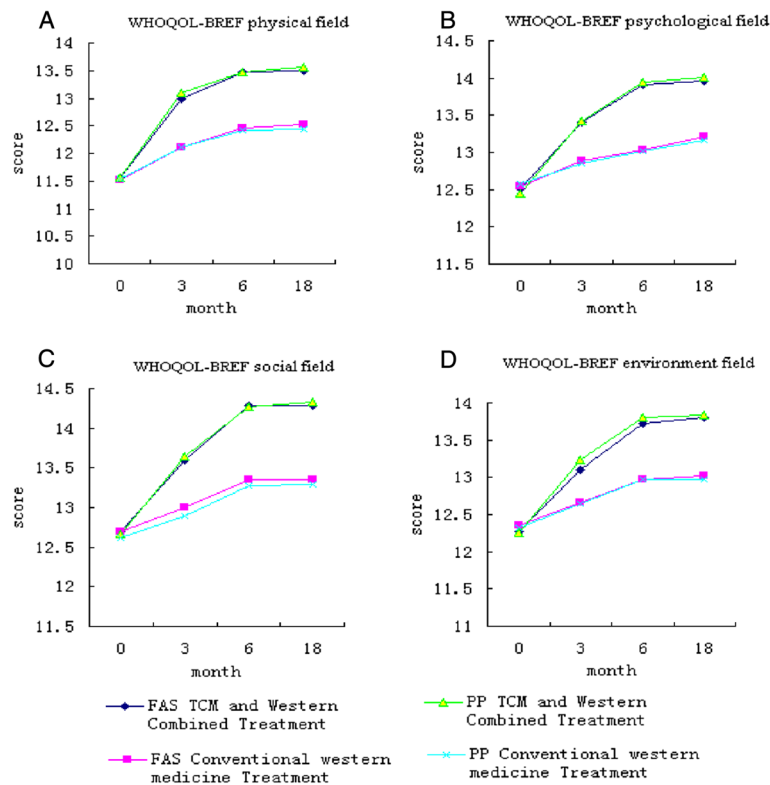 A
WHOQOL-BREF physical field
14
13.5
13
12.5
12
11.5
11
10.5
10
score
0 3 6 18
month
B
WHOQOL-BREF psychological field
14.5
14
13.5
13
12.5
12
11.5
score
0 3 6 18
month
C
WHOQOL-BREF social field
14.5
14
13.5
13
12.5
12
11.5
score
0 3 6 18
month
D
WHOQOL-BREF environment field
14
13.5
13
12.5
12
11.5
11
score
0 3 6 18
month
FAS TCM and Western
Combined Treatment
PP TCM and Western
Combined Treatment
FAS Conventional western
medicine Treatment
PP Conventional western
medicine Treatment